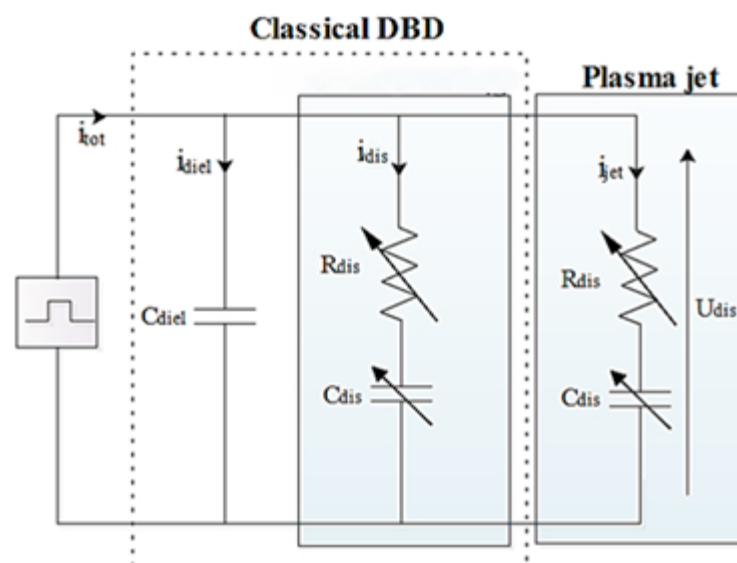 Classical DBD
Plasma jet
itot
idiel
idis
ijet
Rdis
Rdis
Udis
Cdiel
Cdis
Cdis